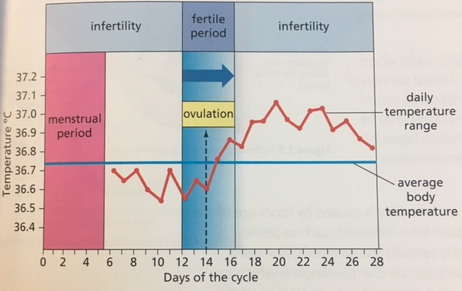 infertility
fertile
period
infertility
Temperature °C
37.2
37.1
37.0
36.9
36.8
36.7
36.6
36.5
36.4
menstrual
period
ovulation
daily
temperature
range
average
body
temperature
0 2 4 6 8 10 12 14 16 18 20 22 24 26 28
Days of the cycle